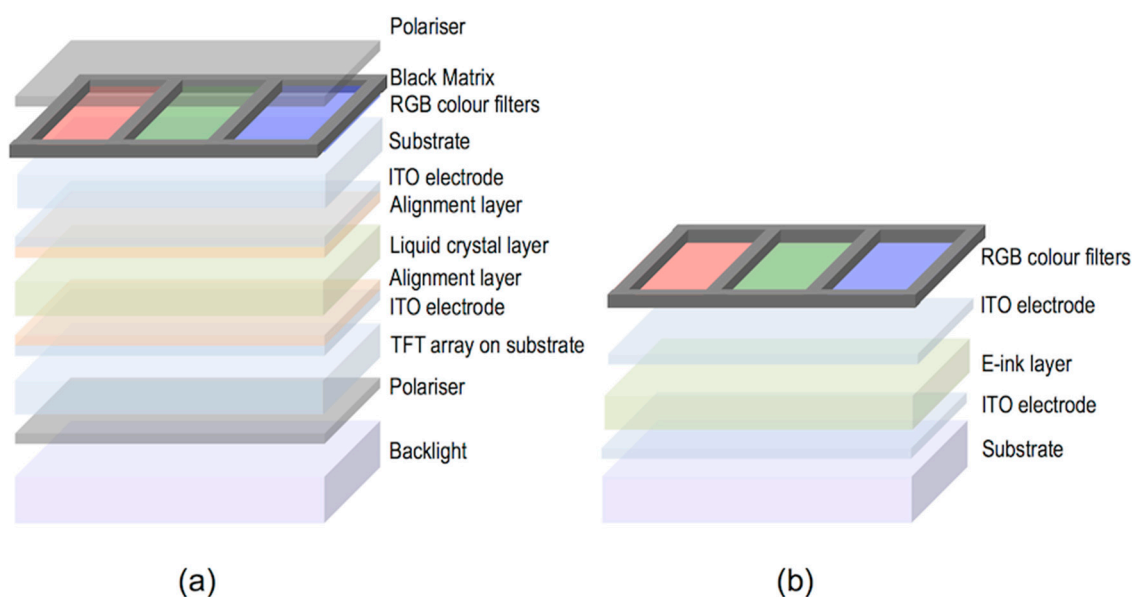 Polariser
Black Matrix
RGB colour filters
Substrate
ITO electrode
Alignment layer
Liquid crystal layer
Alignment layer
ITO electrode
TFT array on substrate
Polariser
Backlight
(a)
RGB colour filters
ITO electrode
E-ink layer
ITO electrode
Substrate
(b)